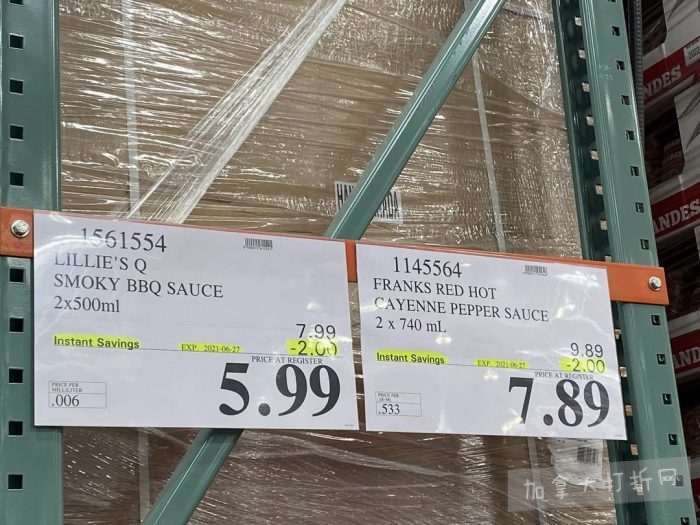 1561554
LILLIE'S Q
SMOKY BBQ SAUCE
2x500ml
7.99
Instant Savings EXP. 2021-06-27 -2.00
PRICE AT REGISTER
5.99
PRICE PER
MILLILITER
.006
1145564
FRANKS RED HOT
CAYENNE PEPPER SAUCE
2 x 740 mL
9.89
Instant Savings EXP. 2021-06-27 -2.00
PRICE AT REGISTER
7.89
PRICE PER
.533
ANDES
ANDES
加拿大打折网